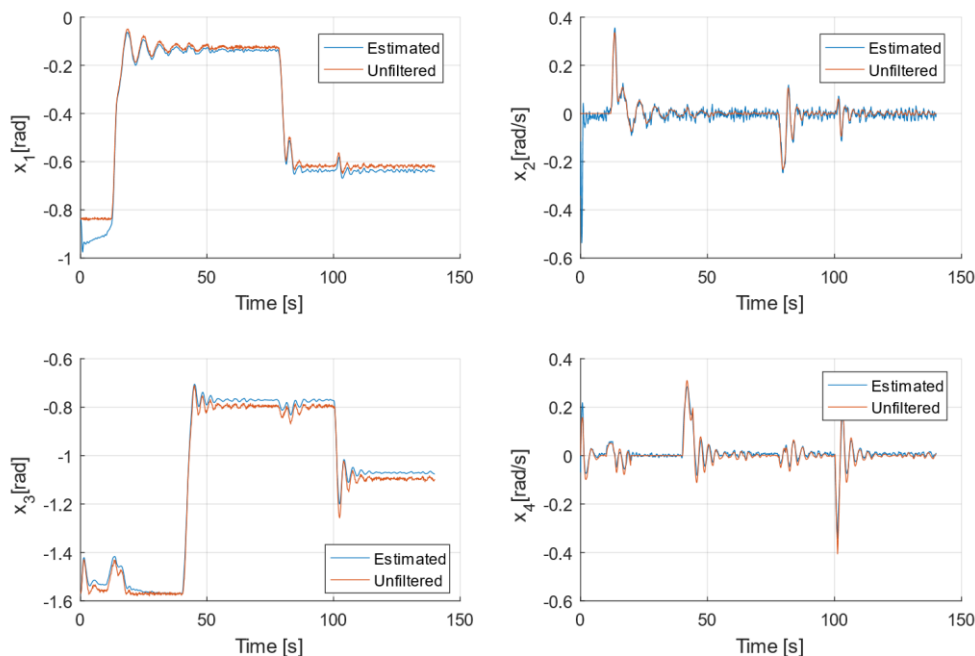 0
-0.2
-0.4
-0.6
-0.8
-1
x1[rad]
Estimated
Unfiltered
0
50
100
150
Time [s]
0.4
0.2
0
-0.2
-0.4
-0.6
x2[rad/s]
Estimated
Unfiltered
0
50
100
150
Time [s]
-0.6
-0.8
-1
-1.2
-1.4
-1.6
x3[rad]
Estimated
Unfiltered
0
50
100
150
Time [s]
0.4
0.2
0
-0.2
-0.4
-0.6
x4[rad/s]
Estimated
Unfiltered
0
50
100
150
Time [s]